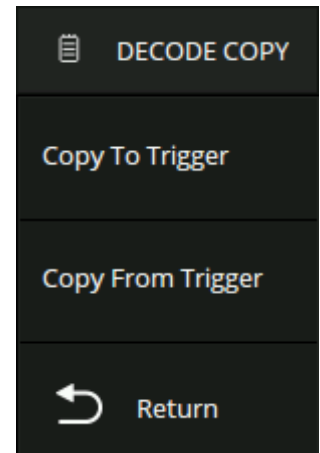 DECODE COPY
Copy To Trigger
Copy From Trigger
Return